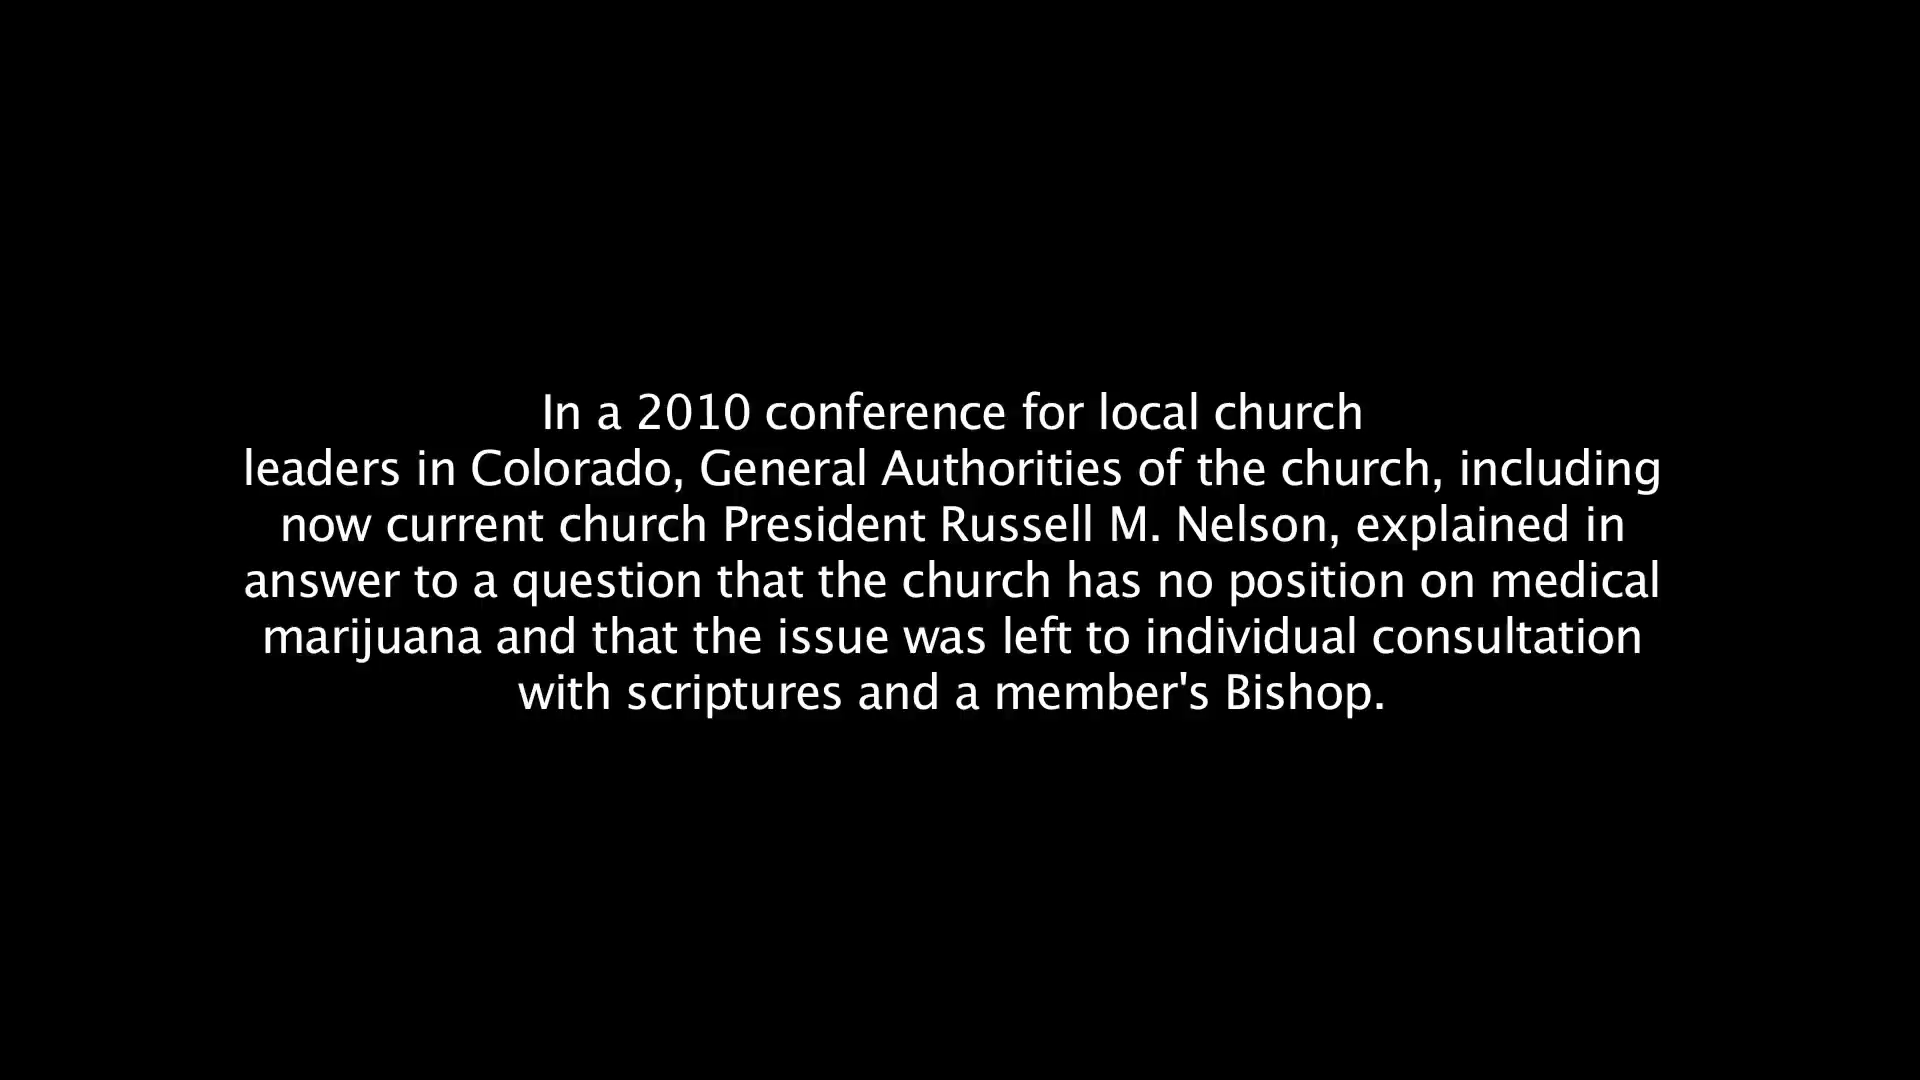 In a 2010 conference for local church
leaders in Colorado, General Authorities of the church, including
now current church President Russell M. Nelson, explained in
answer to a question that the church has no position on medical
marijuana and that the issue was left to individual consultation
with scriptures and a member's Bishop.